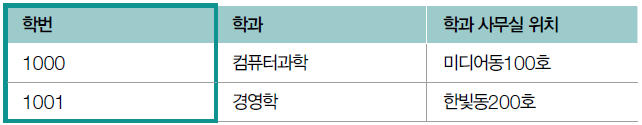 학번 학과 학과 사무실 위치
1000 컴퓨터과학 미디어동100호
1001 경영학 한빛동200호